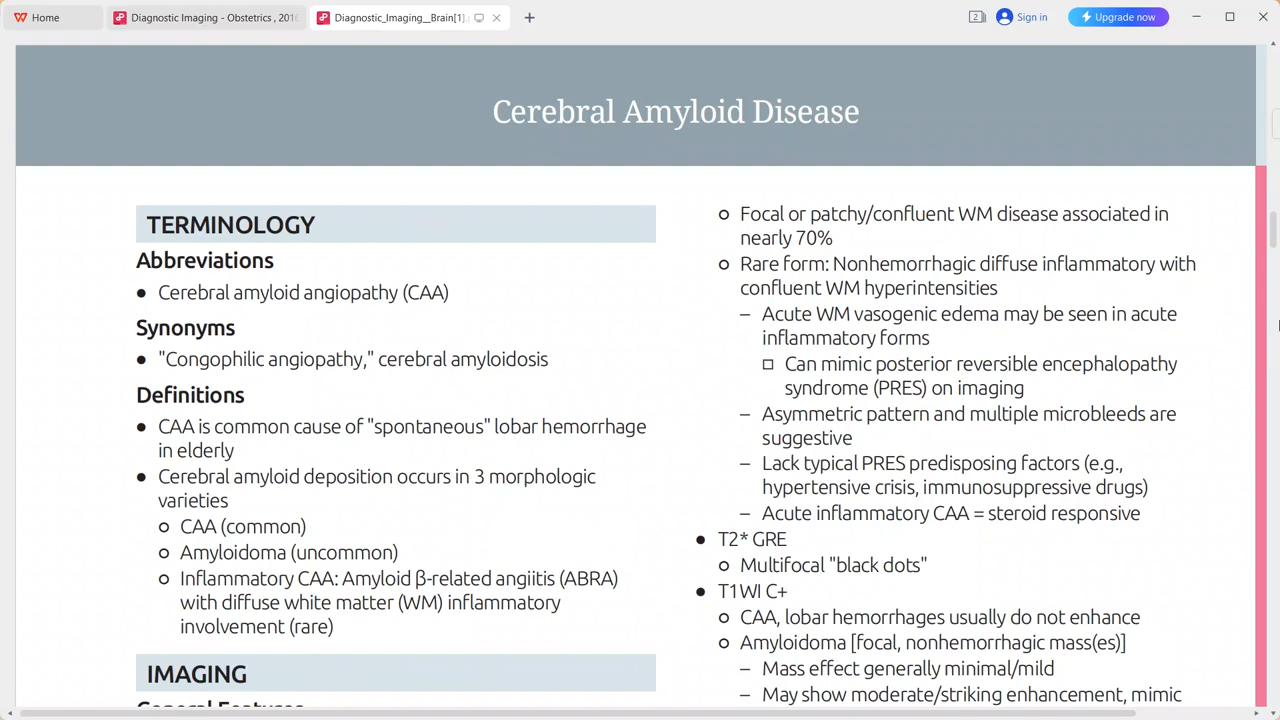 Home
Diagnostic Imaging - Obstetrics , 201
Diagnostic_Imaging__Brain[1].
2
Sign in
Upgrade now
Cerebral Amyloid Disease
TERMINOLOGY
Abbreviations
● Cerebral amyloid angiopathy (CAA)
Synonyms
● "Congophilic angiopathy," cerebral amyloidosis
Definitions
● CAA is common cause of "spontaneous" lobar hemorrhage
in elderly
● Cerebral amyloid deposition occurs in 3 morphologic
varieties
○ CAA (common)
○ Amyloidoma (uncommon)
○ Inflammatory CAA: Amyloid β-related angiitis (ABRA)
with diffuse white matter (WM) inflammatory
involvement (rare)
IMAGING
General Features
○ Focal or patchy/confluent WM disease associated in
nearly 70%
○ Rare form: Nonhemorrhagic diffuse inflammatory with
confluent WM hyperintensities
– Acute WM vasogenic edema may be seen in acute
inflammatory forms
□ Can mimic posterior reversible encephalopathy
syndrome (PRES) on imaging
– Asymmetric pattern and multiple microbleeds are
suggestive
– Lack typical PRES predisposing factors (e.g.,
hypertensive crisis, immunosuppressive drugs)
– Acute inflammatory CAA = steroid responsive
● T2* GRE
○ Multifocal "black dots"
● T1WI C+
○ CAA, lobar hemorrhages usually do not enhance
○ Amyloidoma [focal, nonhemorrhagic mass(es)]
– Mass effect generally minimal/mild
– May show moderate/striking enhancement, mimic